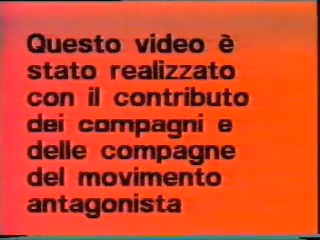 Questo video è
stato realizzato
con il contributo
dei compagni e
delle compagne
del movimento
antagonista